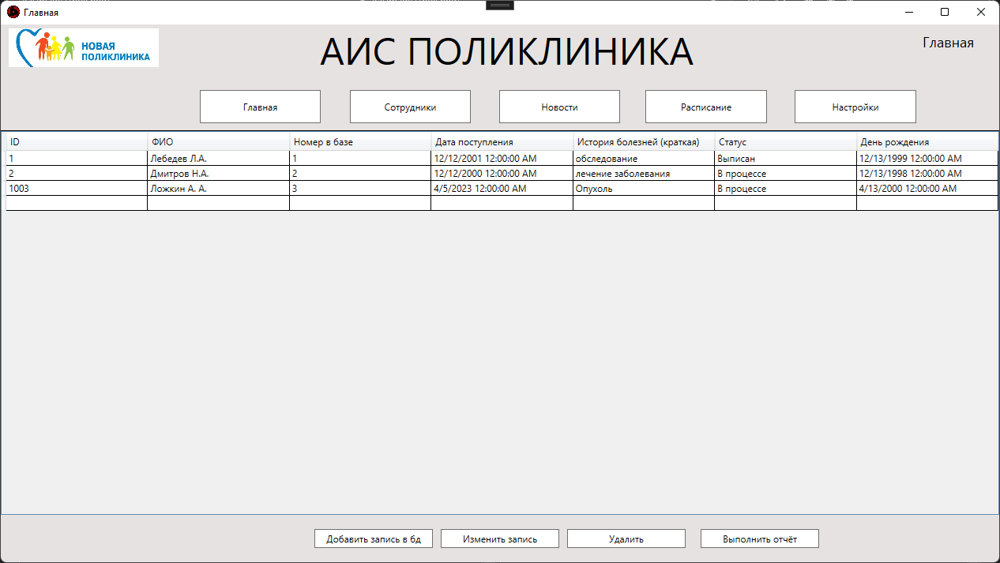 Главная
НОВАЯ
ПОЛИКЛИНИКА
АИС ПОЛИКЛИНИКА
Главная
Главная Сотрудники Новости Расписание Настройки
ID ФИО Номер в базе Дата поступления История болезней (краткая) Статус День рождения
1 Лебедев Л.А. 1 12/12/2001 12:00:00 AM обследование Выписан 12/13/1999 12:00:00 AM
2 Дмитров Н.А. 2 12/12/2000 12:00:00 AM лечение заболевания В процессе 12/13/1998 12:00:00 AM
1003 Ложкин А. А. 3 4/5/2023 12:00:00 AM Опухоль В процессе 4/13/2000 12:00:00 AM
Добавить запись в бд Изменить запись Удалить Выполнить отчёт